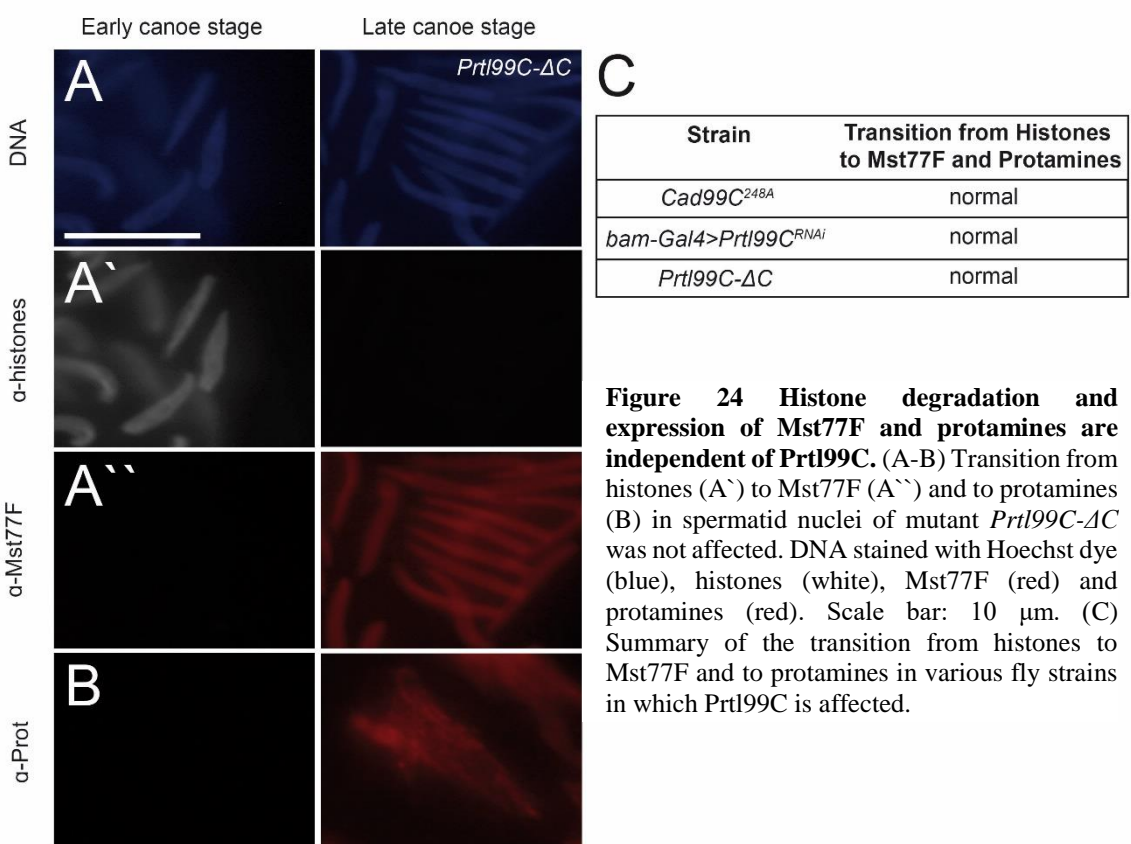 Early canoe stage
Late canoe stage
DNA
A
Prtl99C-ΔC
α-histones
A`
α-Mst77F
A``
α-Prot
B
C
Strain Transition from Histones
to Mst77F and Protamines
Cad99C248A normal
bam-Gal4>Prtl99CRNAi normal
Prtl99C-ΔC normal
Figure 24 Histone degradation and
expression of Mst77F and protamines are
independent of Prtl99C. (A-B) Transition from
histones (A`) to Mst77F (A``) and to protamines
(B) in spermatid nuclei of mutant Prtl99C-ΔC
was not affected. DNA stained with Hoechst dye
(blue), histones (white), Mst77F (red) and
protamines (red). Scale bar: 10 μm. (C)
Summary of the transition from histones to
Mst77F and to protamines in various fly strains
in which Prtl99C is affected.